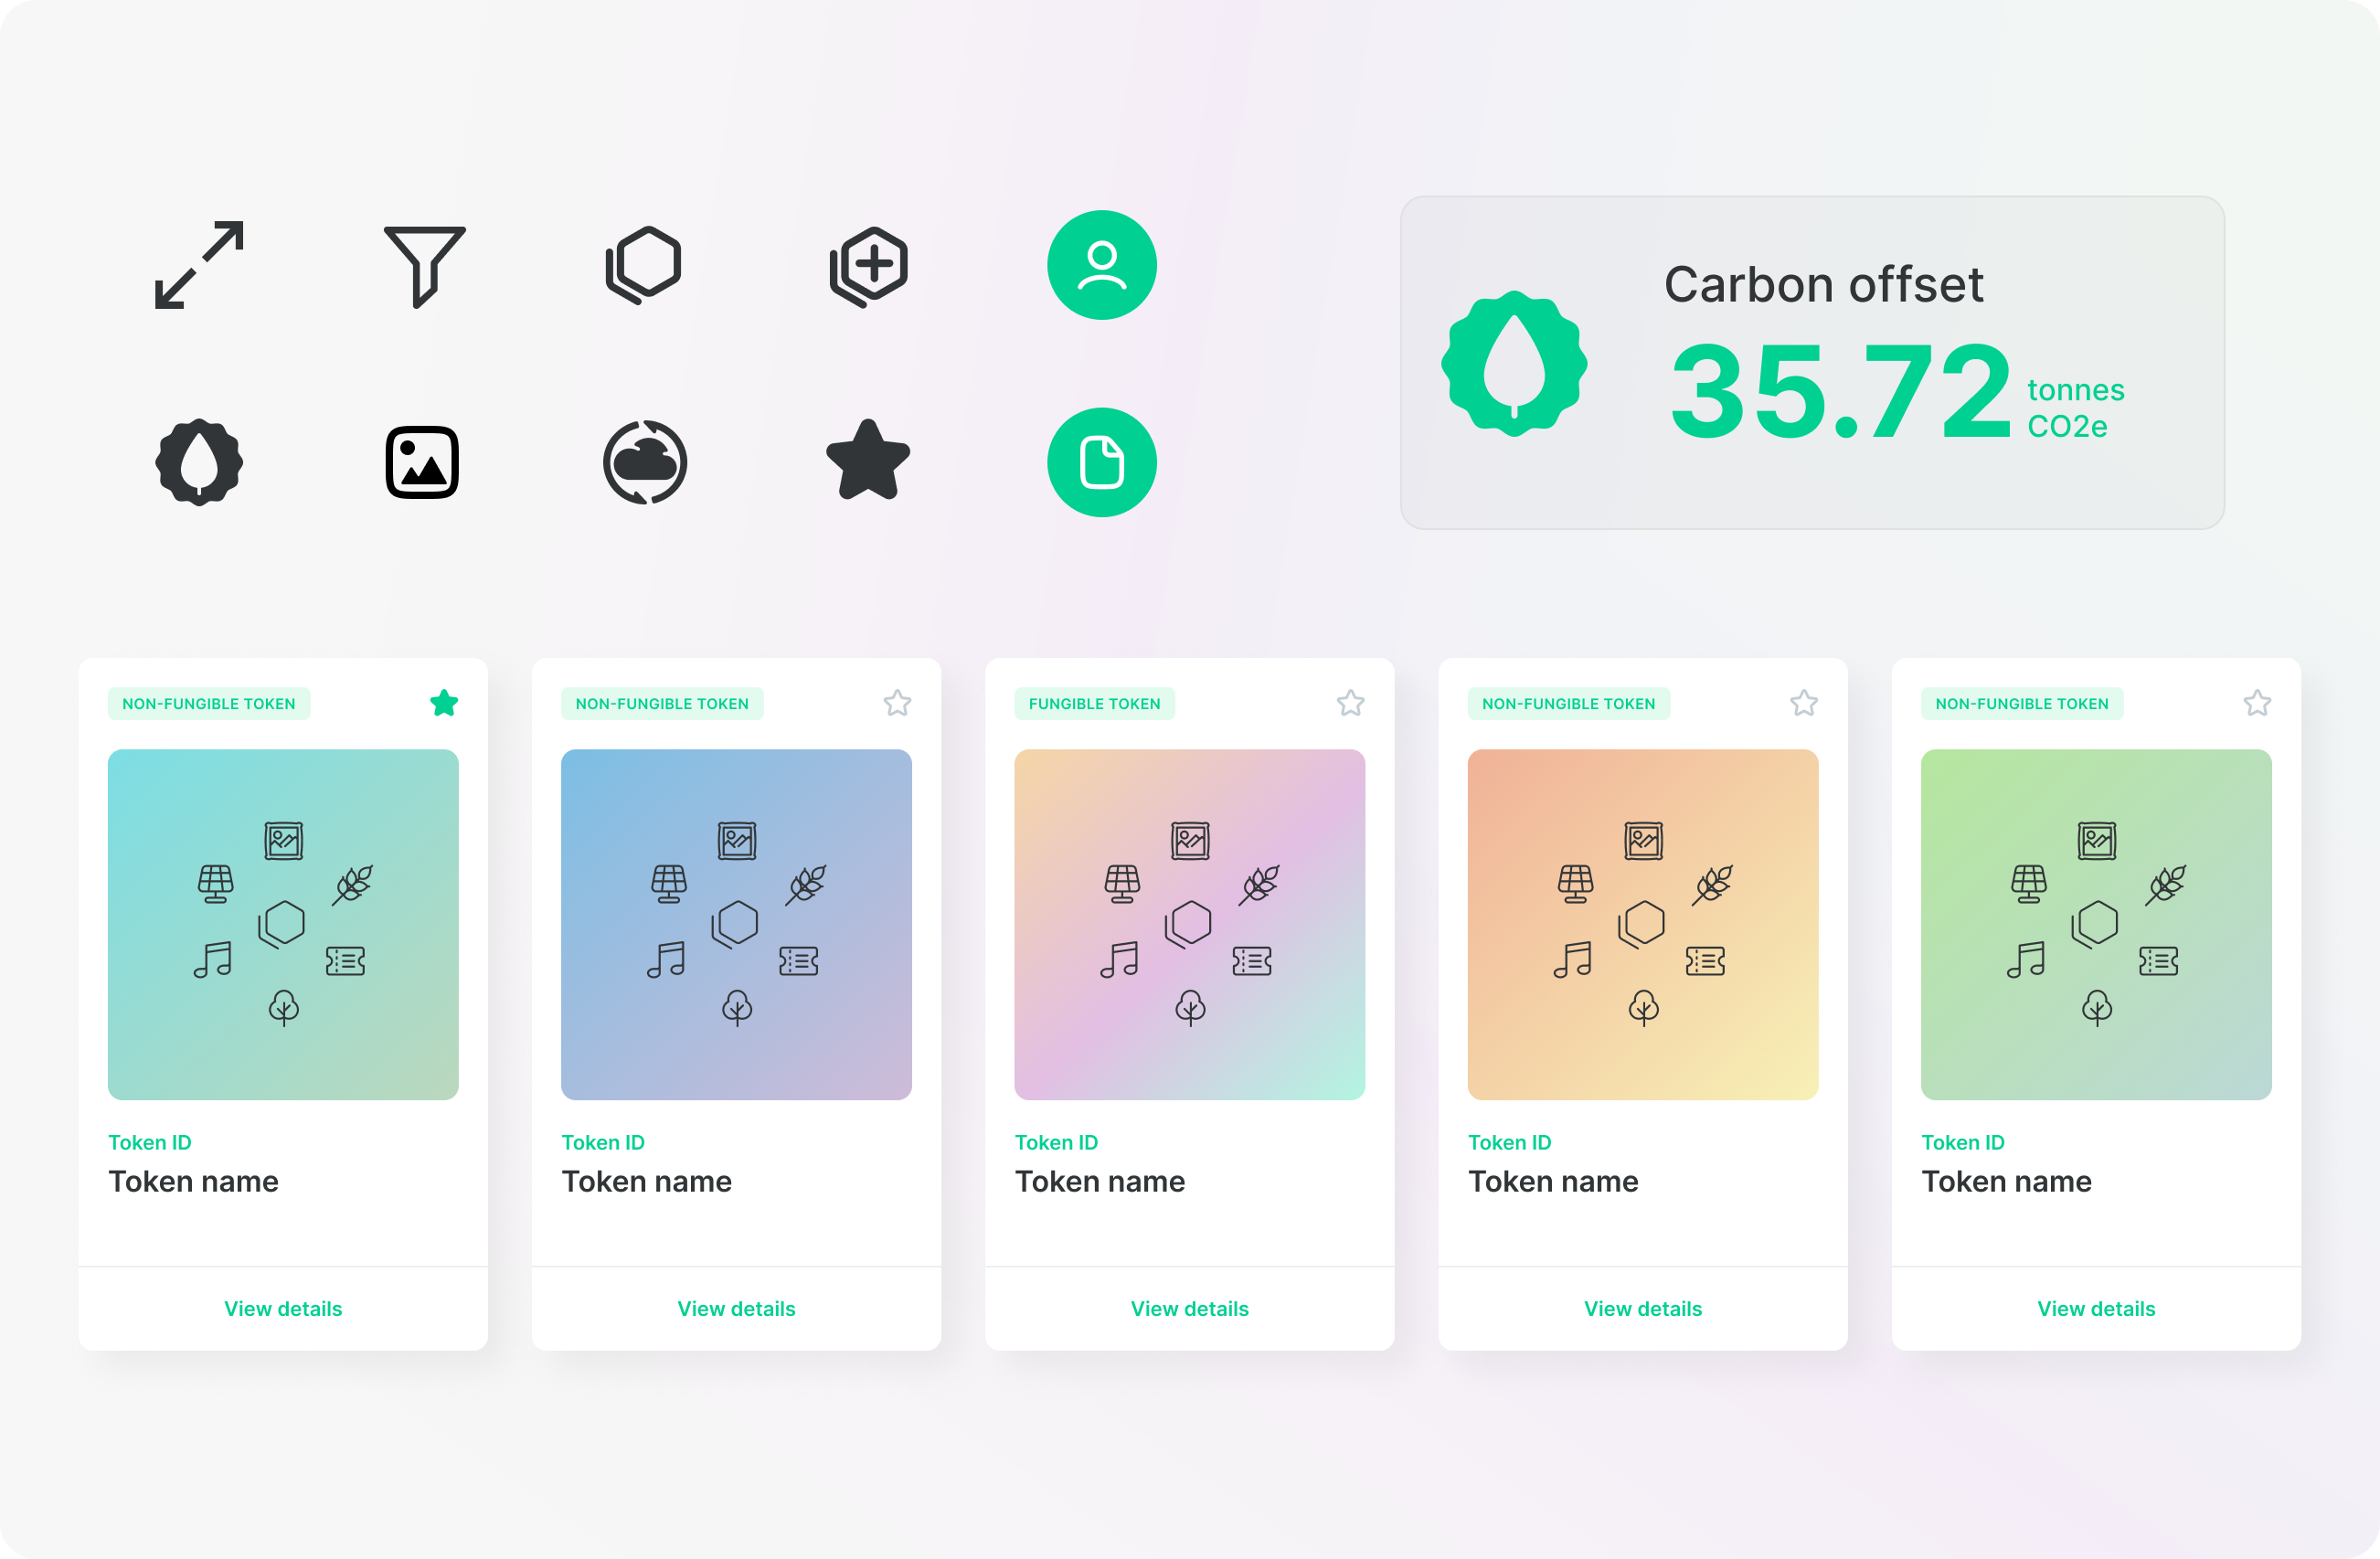 Carbon offset
35.72
tonnes
CO2e
NON-FUNGIBLE TOKEN
NON-FUNGIBLE TOKEN
FUNGIBLE TOKEN
NON-FUNGIBLE TOKEN
NON-FUNGIBLE TOKEN
Token ID
Token ID
Token ID
Token ID
Token ID
Token name
Token name
Token name
Token name
Token name
View details
View details
View details
View details
View details